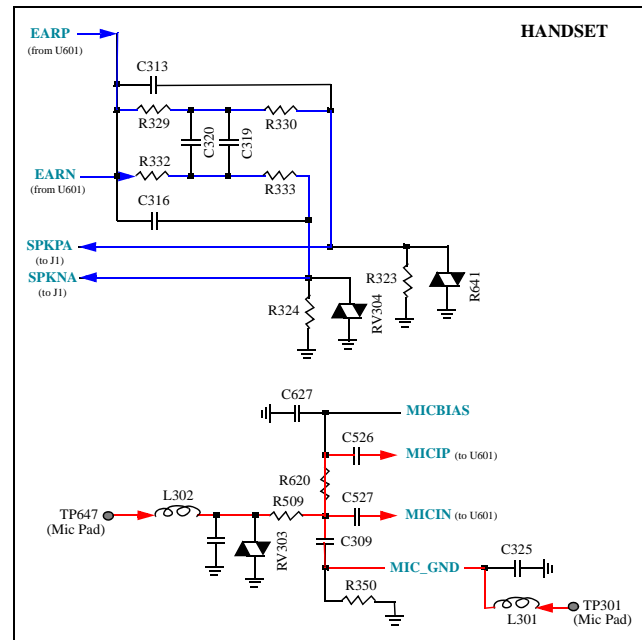 HANDSET
EARP
(from U601)
C313
R329
R330
C320
C319
R332
R333
EARN
(from U601)
C316
SPKPA
(to J1)
SPKNA
(to J1)
R323
R641
R324
RV304
C627
MICBIAS
C526
MICIP (to U601)
R620
L302
R509
C527
MICIN (to U601)
TP647
(Mic Pad)
RV303
C309
MIC_GND
C325
R350
L301
TP301
(Mic Pad)